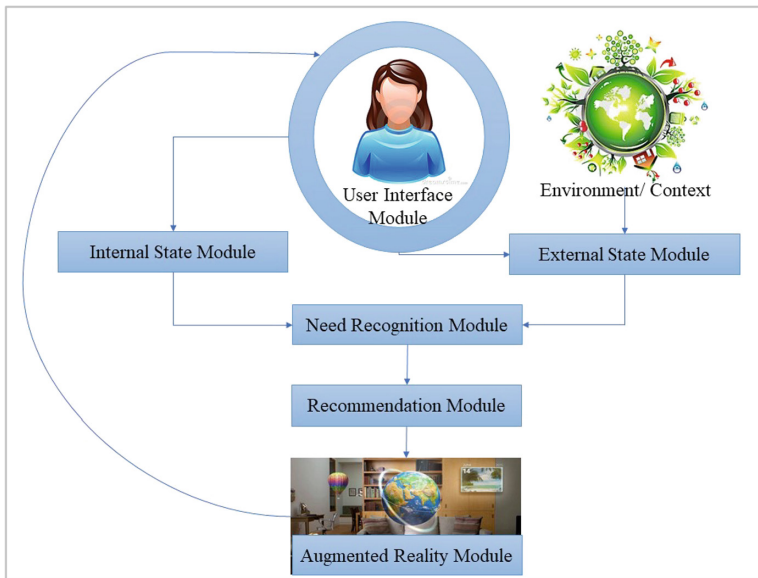 User Interface
Module
Environment/ Context
Internal State Module
External State Module
Need Recognition Module
Recommendation Module
Augmented Reality Module